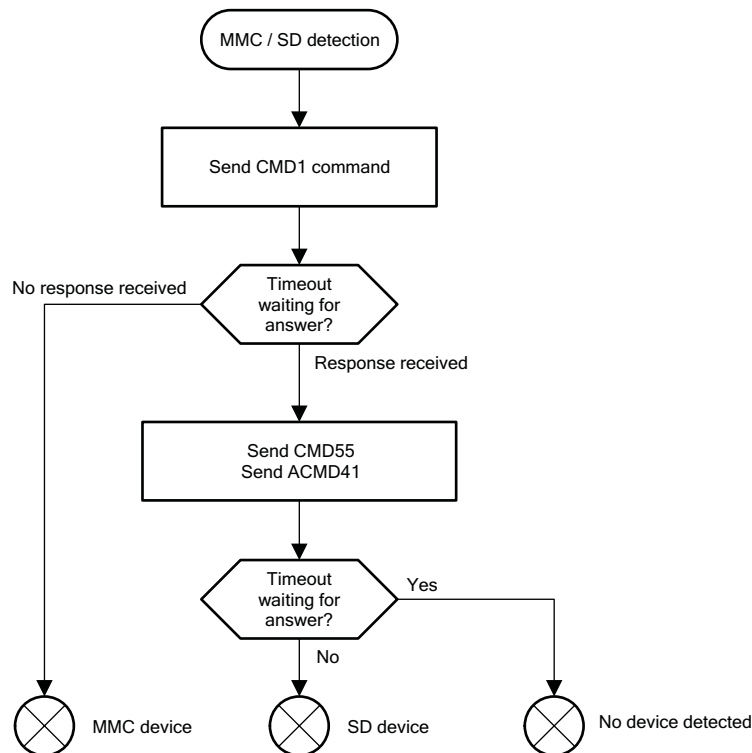 MMC / SD detection
Send CMD1 command
No response received
Timeout
waiting for
answer?
Response received
Send CMD55
Send ACMD41
Timeout
waiting for
answer?
Yes
No
MMC device
SD device
No device detected